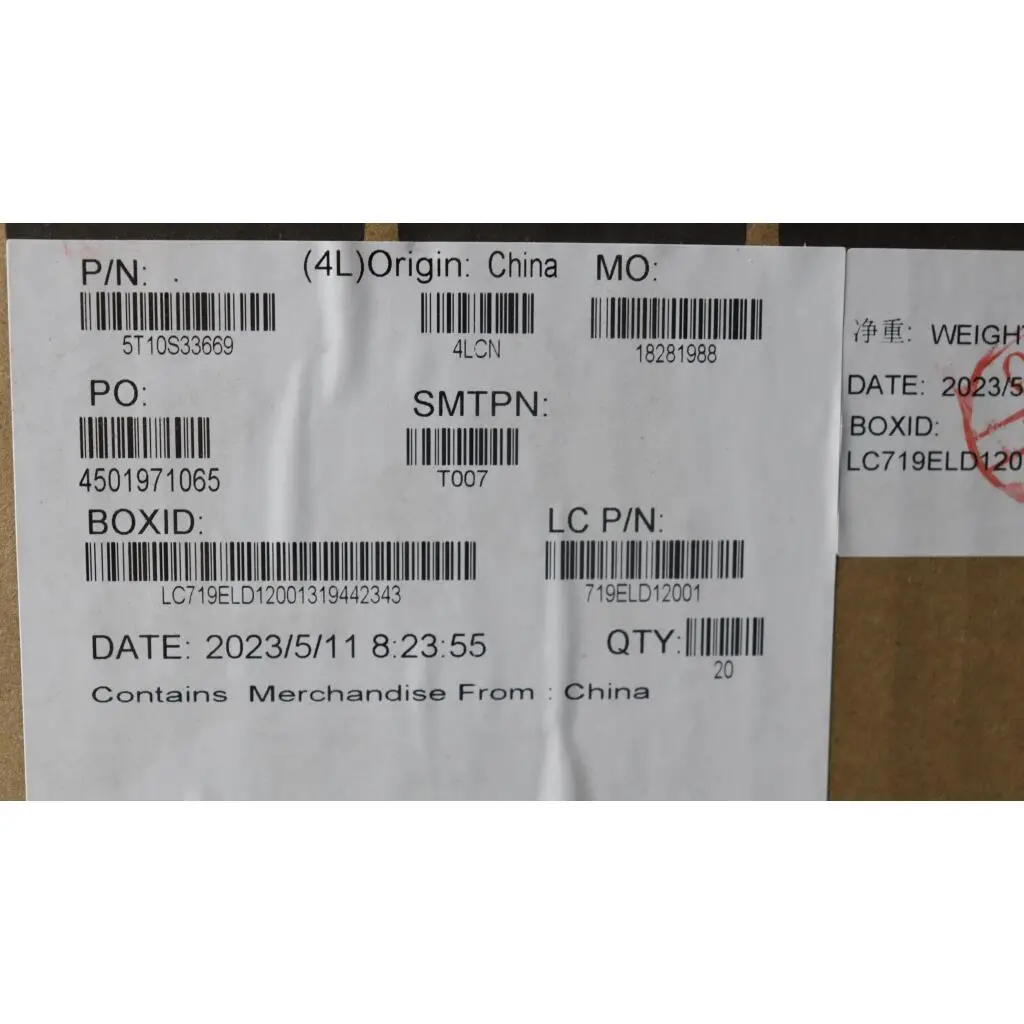 P/N:
(4L)Origin: China
MO:
5T10S33669
4LCN
18281988
PO:
SMTPN:
4501971065
T007
BOXID:
LC P/N:
LC719ELD12001319442343
719ELD12001
DATE: 2023/5/11 8:23:55
QTY:
20
Contains Merchandise From : China
净重: WEIGHT
DATE: 2023/5
BOXID:
LC719ELD120